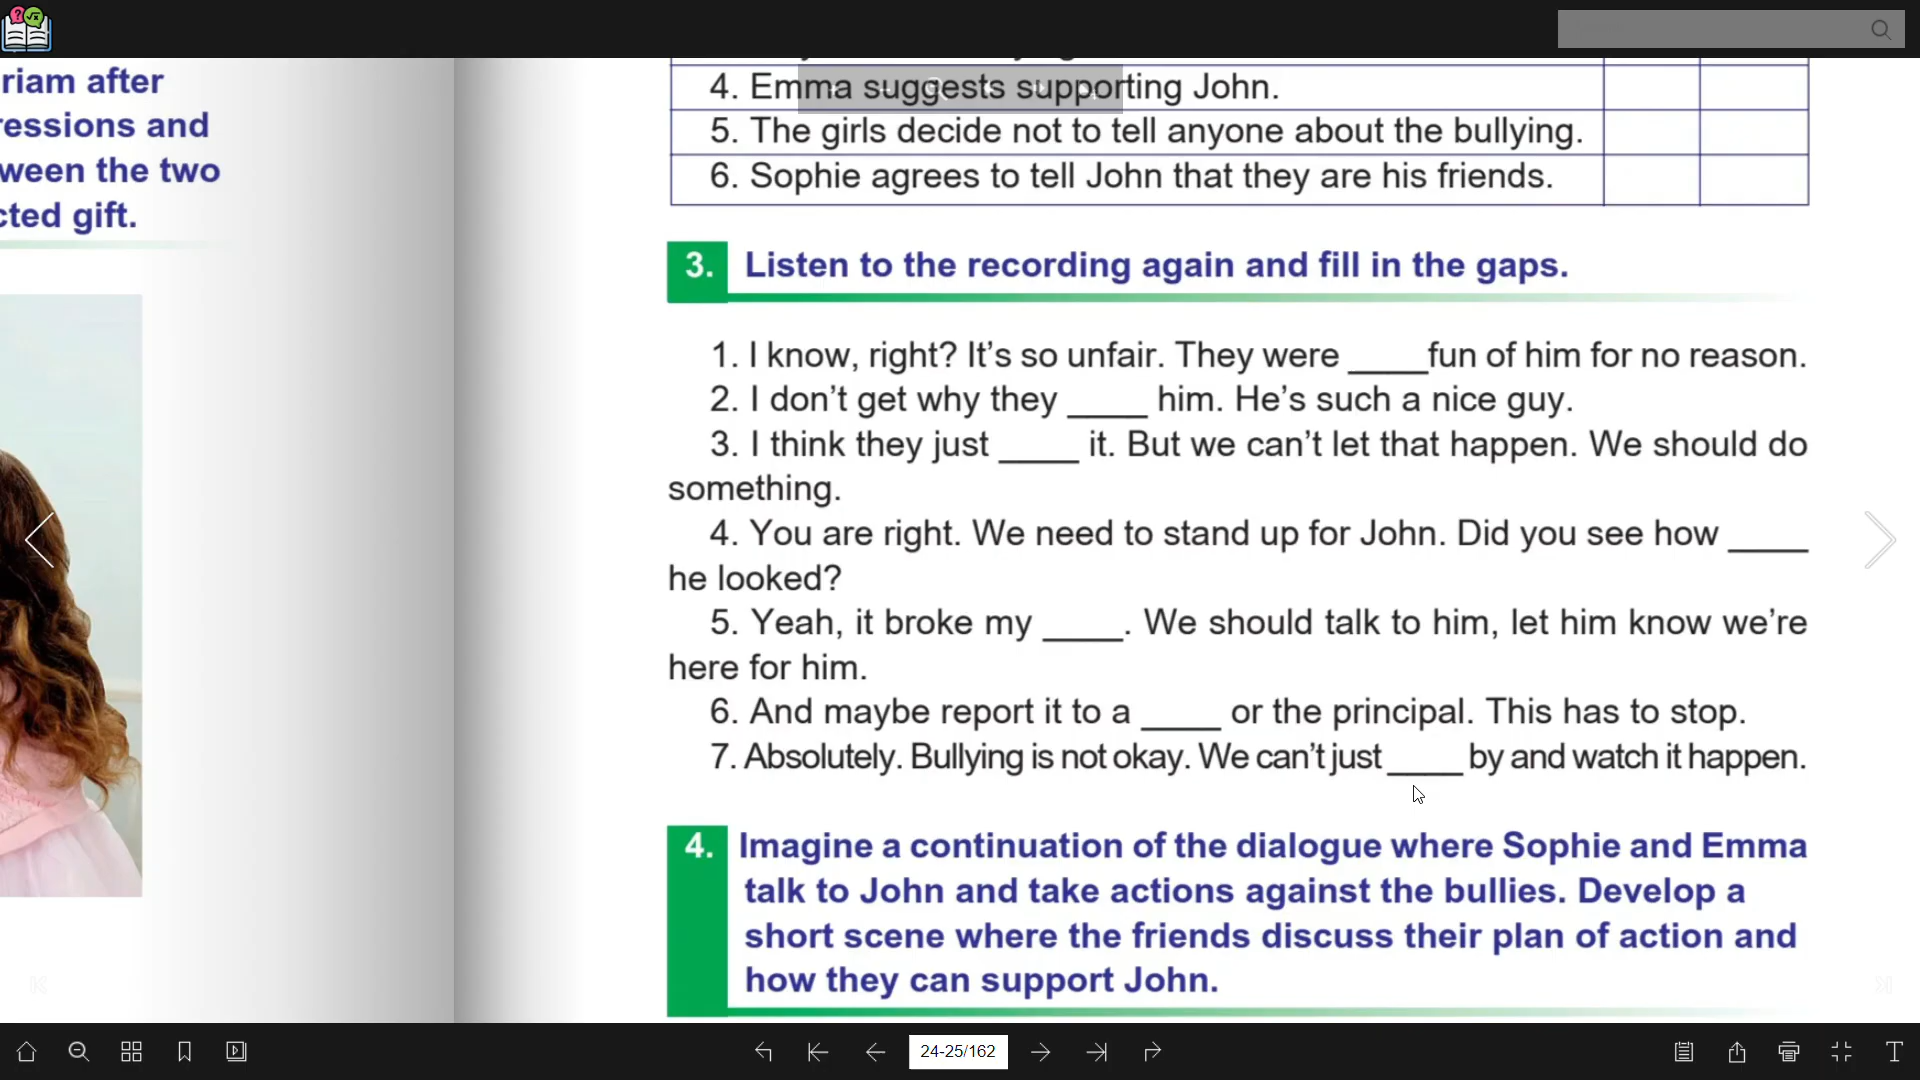 riam after
ressions and
ween the two
cted gift.
4. Emma suggests supporting John.
5. The girls decide not to tell anyone about the bullying.
6. Sophie agrees to tell John that they are his friends.
3. Listen to the recording again and fill in the gaps.
1. I know, right? It’s so unfair. They were ____fun of him for no reason.
2. I don’t get why they ____ him. He’s such a nice guy.
3. I think they just ____ it. But we can’t let that happen. We should do
something.
4. You are right. We need to stand up for John. Did you see how ____
he looked?
5. Yeah, it broke my ____. We should talk to him, let him know we’re
here for him.
6. And maybe report it to a ____ or the principal. This has to stop.
7. Absolutely. Bullying is not okay. We can’t just ____ by and watch it happen.
4. Imagine a continuation of the dialogue where Sophie and Emma
talk to John and take actions against the bullies. Develop a
short scene where the friends discuss their plan of action and
how they can support John.
24-25/162